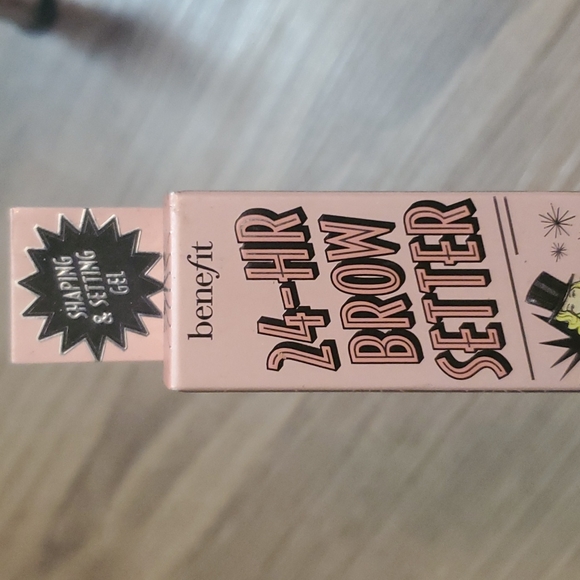 SHAPING
& SETTING
GEL
benefit
24-HR
BROW
SETTER